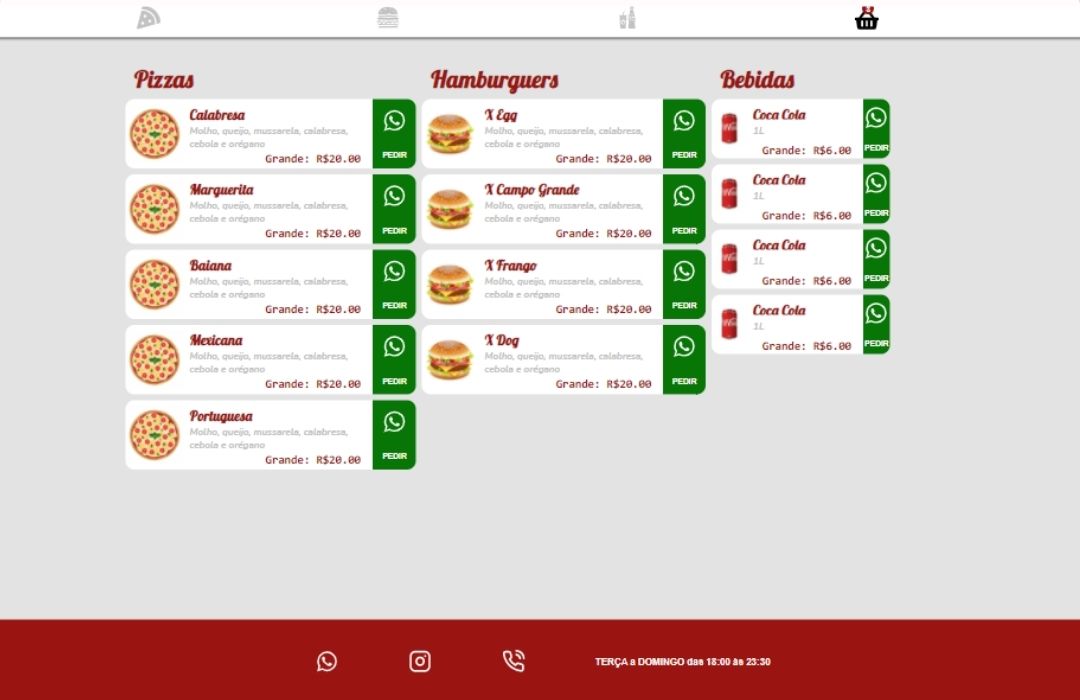 Pizzas
Calabresa
Molho, queijo, mussarela, calabresa,
cebola e orégano
Grande: R$20.00
PEDIR
Marguerita
Molho, queijo, mussarela, calabresa,
cebola e orégano
Grande: R$20.00
PEDIR
Baiana
Molho, queijo, mussarela, calabresa,
cebola e orégano
Grande: R$20.00
PEDIR
Mexicana
Molho, queijo, mussarela, calabresa,
cebola e orégano
Grande: R$20.00
PEDIR
Portuguesa
Molho, queijo, mussarela, calabresa,
cebola e orégano
Grande: R$20.00
PEDIR
Hamburguers
X Egg
Molho, queijo, mussarela, calabresa,
cebola e orégano
Grande: R$20.00
PEDIR
X Campo Grande
Molho, queijo, mussarela, calabresa,
cebola e orégano
Grande: R$20.00
PEDIR
X Frango
Molho, queijo, mussarela, calabresa,
cebola e orégano
Grande: R$20.00
PEDIR
X Dog
Molho, queijo, mussarela, calabresa,
cebola e orégano
Grande: R$20.00
PEDIR
Bebidas
Coca Cola
1L
Grande: R$6.00
PEDIR
Coca Cola
1L
Grande: R$6.00
PEDIR
Coca Cola
1L
Grande: R$6.00
PEDIR
Coca Cola
1L
Grande: R$6.00
PEDIR
TERÇA a DOMINGO das 18:00 às 23:30